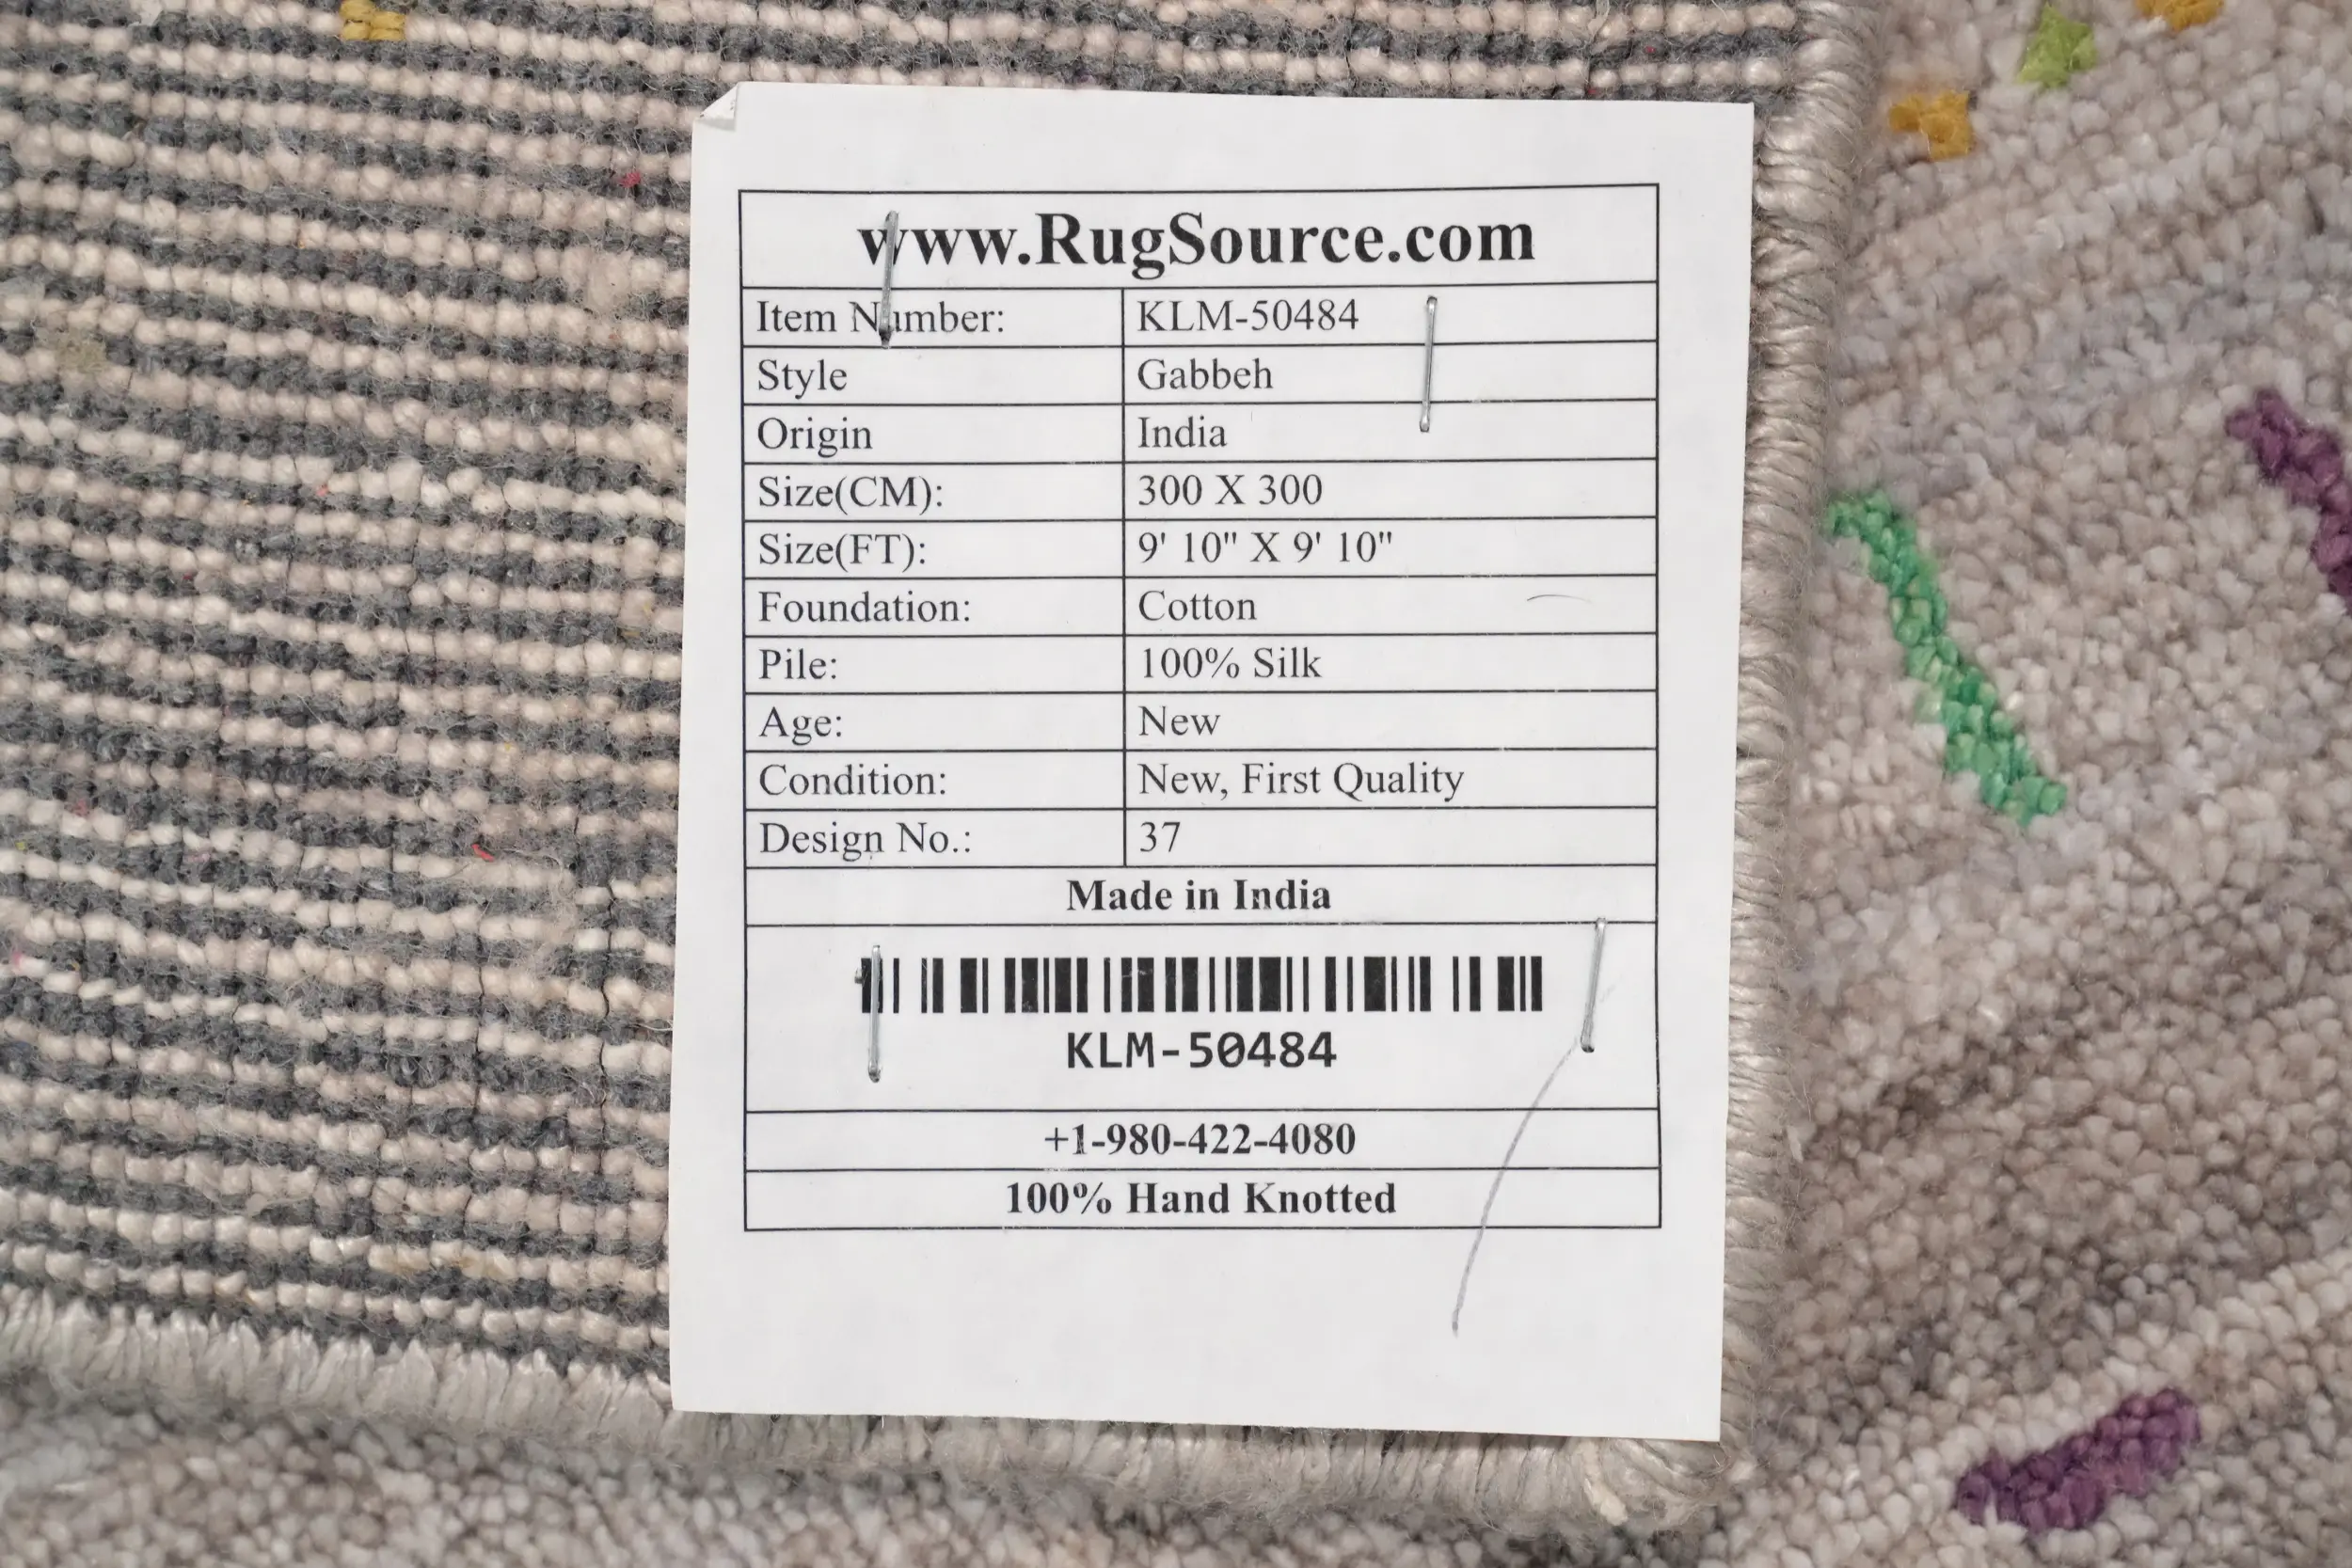 www.RugSource.com
Item Number: KLM-50484
Style Gabbeh
Origin India
Size(CM): 300 X 300
Size(FT): 9' 10" X 9' 10"
Foundation: Cotton
Pile: 100% Silk
Age: New
Condition: New, First Quality
Design No.: 37
Made in India
KLM-50484
+1-980-422-4080
100% Hand Knotted